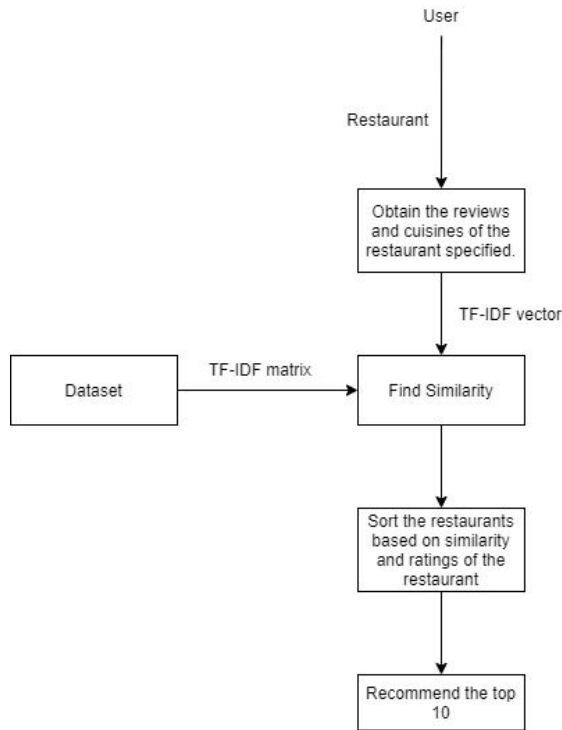 User
Restaurant
Obtain the reviews
and cuisines of the
restaurant specified.
TF-IDF vector
TF-IDF matrix
Dataset
Find Similarity
Sort the restaurants
based on similarity
and ratings of the
restaurant
Recommend the top
10